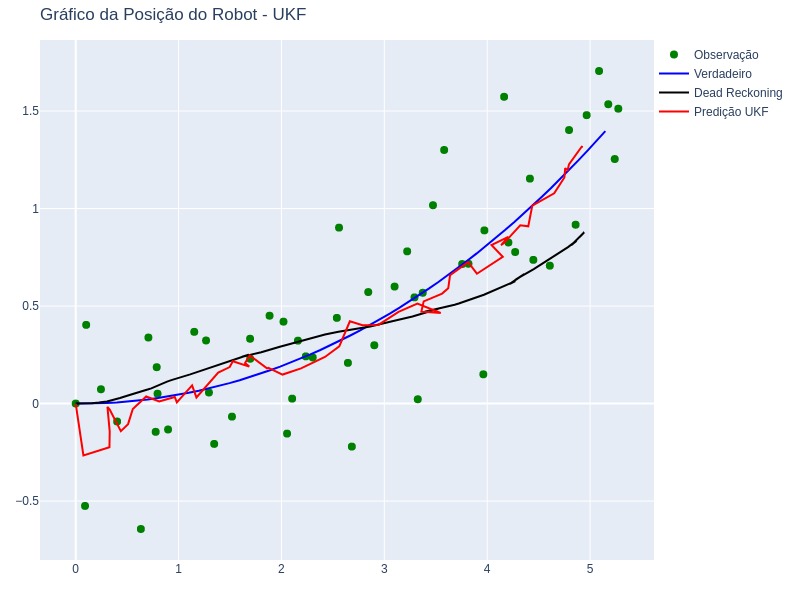 Gráfico da Posição do Robot - UKF
Observação
Verdadeiro
Dead Reckoning
Predição UKF
1.5
1
0.5
0
−0.5
0 1 2 3 4 5